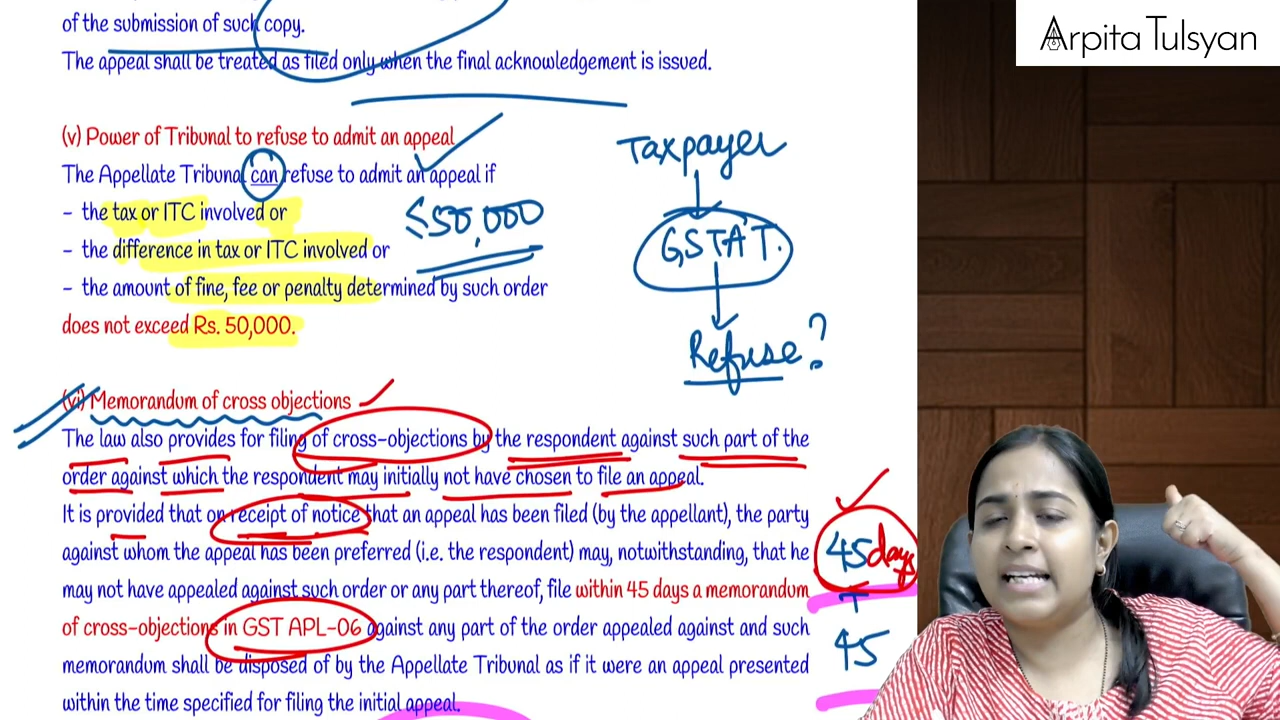 Arpita Tulsyan
of the submission of such copy.
The appeal shall be treated as filed only when the final acknowledgement is issued.
(v) Power of Tribunal to refuse to admit an appeal
The Appellate Tribunal can refuse to admit an appeal if
- the tax or ITC involved or
- the difference in tax or ITC involved or
- the amount of fine, fee or penalty determined by such order
does not exceed Rs. 50,000.
≤50,000
Taxpayer
GSTAT.
Refuse?
(vi) Memorandum of cross objections
The law also provides for filing of cross-objections by the respondent against such part of the
order against which the respondent may initially not have chosen to file an appeal.
It is provided that on receipt of notice that an appeal has been filed (by the appellant), the party
against whom the appeal has been preferred (i.e. the respondent) may, notwithstanding, that he
may not have appealed against such order or any part thereof, file within 45 days a memorandum
of cross-objections in GST APL-06 against any part of the order appealed against and such
memorandum shall be disposed of by the Appellate Tribunal as if it were an appeal presented
within the time specified for filing the initial appeal.
45 days
+
45